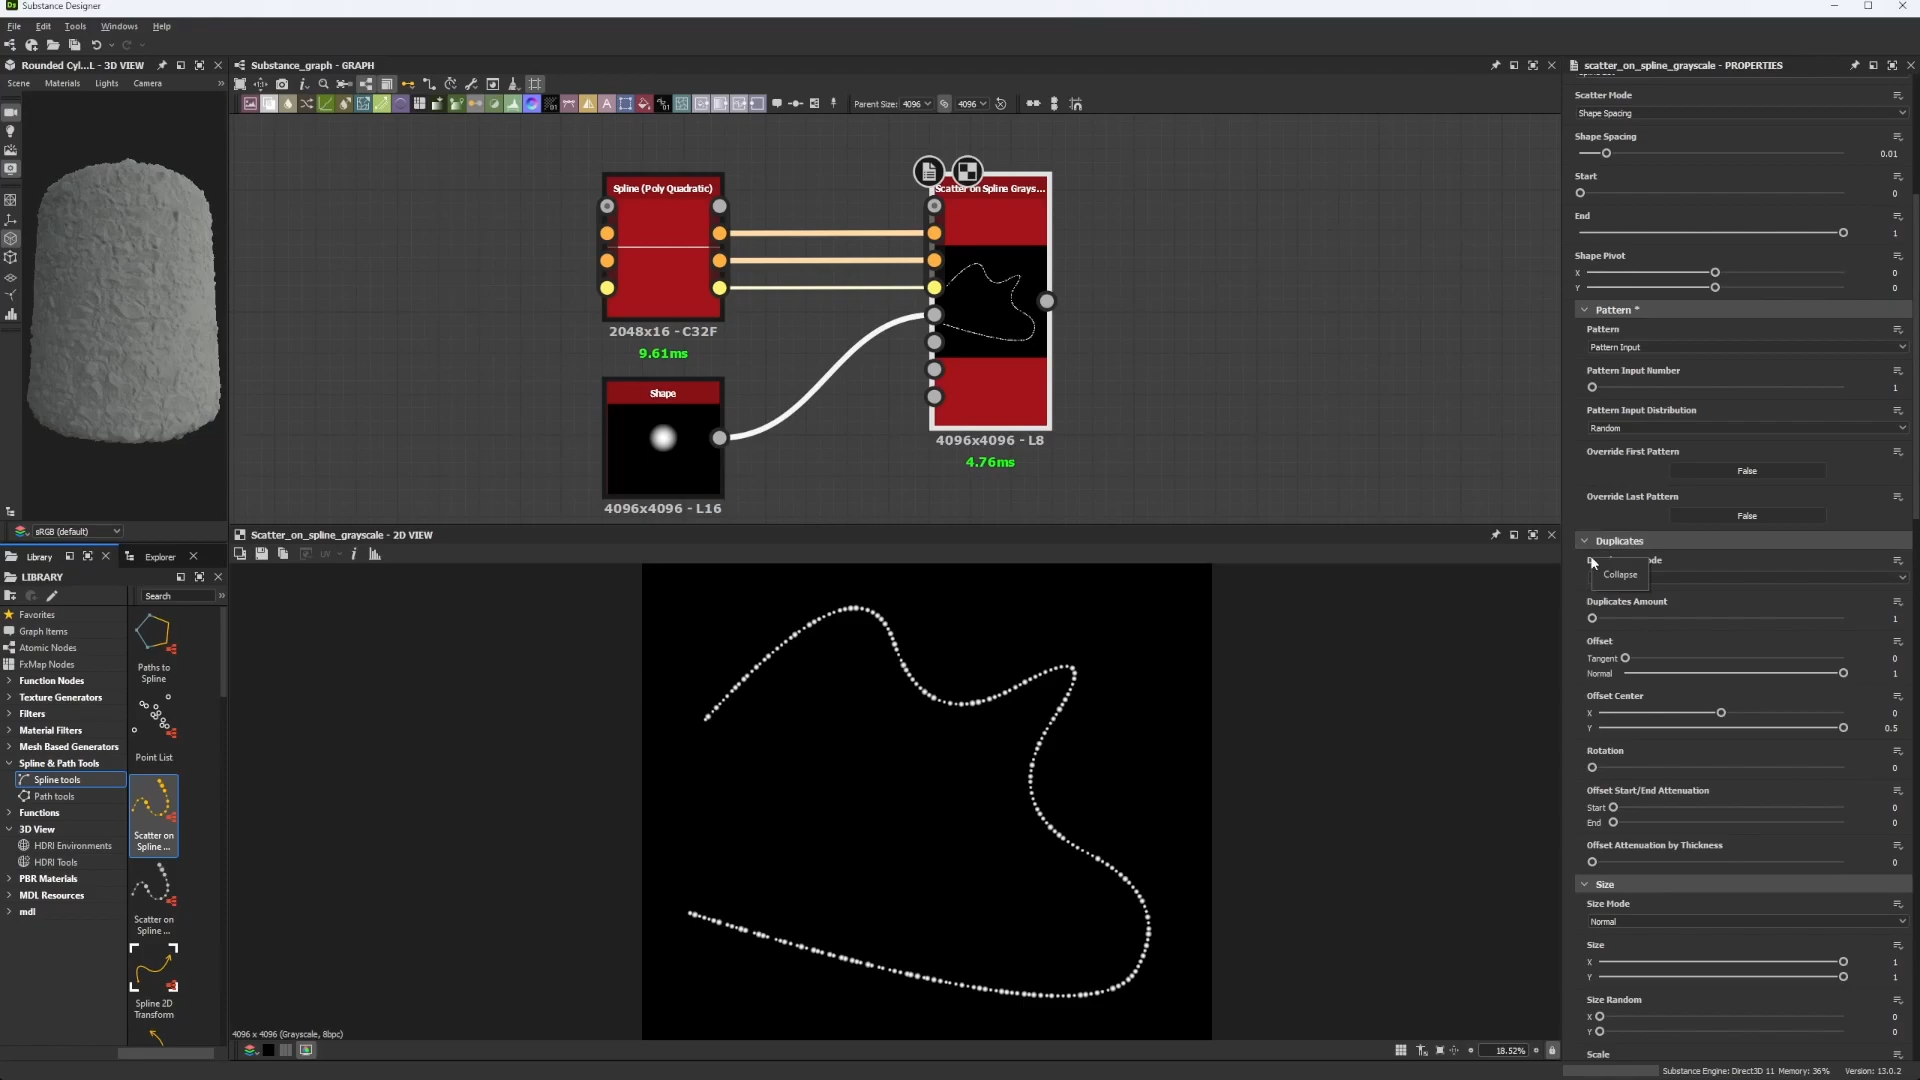 Substance Designer
File Edit Tools Windows Help
Rounded Cyl...L - 3D VIEW
Scene Materials Lights Camera
sRGB (default)
Library Explorer
LIBRARY
Search
Favorites
Graph Items
Atomic Nodes
FxMap Nodes
Function Nodes
Texture Generators
Filters
Material Filters
Mesh Based Generators
Spline & Path Tools
Spline tools
Path tools
Functions
3D View
HDRI Environments
HDRI Tools
PBR Materials
MDL Resources
mdl
Paths to
Spline
Point List
Scatter on
Spline ...
Scatter on
Spline ...
Spline 2D
Transform
Substance_graph - GRAPH
Parent Size: 4096 4096
Spline (Poly Quadratic)
2048x16 - C32F
9.61ms
Shape
4096x4096 - L16
Scatter on Spline Grays...
4096x4096 - L8
4.76ms
Scatter_on_spline_grayscale - 2D VIEW
UV
4096 x 4096 (Grayscale, 8bpc)
18.52%
scatter_on_spline_grayscale - PROPERTIES
Scatter Mode
Shape Spacing
Shape Spacing
0.01
Start
0
End
1
Shape Pivot
X 0
Y 0
Pattern *
Pattern
Pattern Input
Pattern Input Number
1
Pattern Input Distribution
Random
Override First Pattern
False
Override Last Pattern
False
Duplicates
Collapse
Duplicates Amount
1
Offset
Tangent 0
Normal 1
Offset Center
X 0
Y 0.5
Rotation
0
Offset Start/End Attenuation
Start 0
End 0
Offset Attenuation by Thickness
0
Size
Size Mode
Normal
Size
X 1
Y 1
Size Random
X 0
Y 0
Scale
Substance Engine: Direct3D 11 Memory: 36% Version: 13.0.2